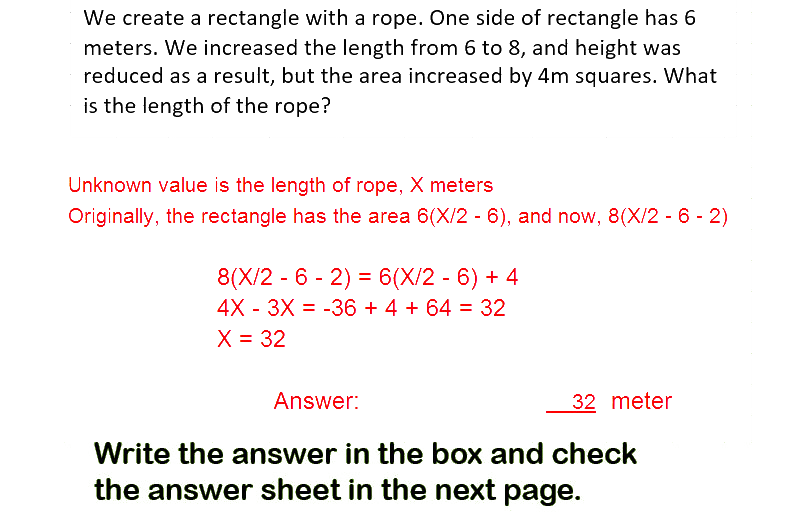 We create a rectangle with a rope. One side of rectangle has 6
meters. We increased the length from 6 to 8, and height was
reduced as a result, but the area increased by 4m squares. What
is the length of the rope?
Unknown value is the length of rope, X meters
Originally, the rectangle has the area 6(X/2 - 6), and now, 8(X/2 - 6 - 2)
8(X/2 - 6 - 2) = 6(X/2 - 6) + 4
4X - 3X = -36 + 4 + 64 = 32
X = 32
Answer: 32 meter
Write the answer in the box and check
the answer sheet in the next page.